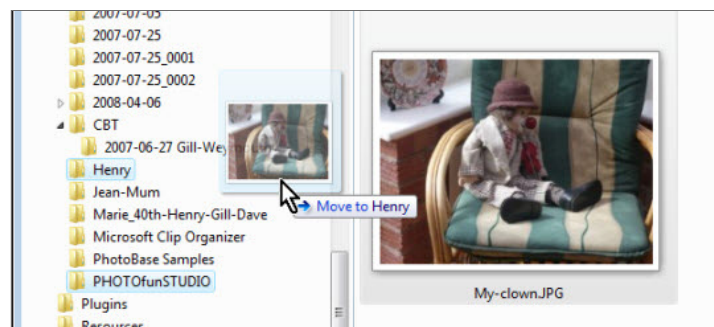 2007-07-05
2007-07-25
2007-07-25_0001
2007-07-25_0002
2008-04-06
CBT
2007-06-27 Gill-Weymouth
Henry
Jean-Mum
Move to Henry
Marie_40th-Henry-Gill-Dave
Microsoft Clip Organizer
PhotoBase Samples
PHOTOfunSTUDIO
Plugins
Resources
My-clown.JPG